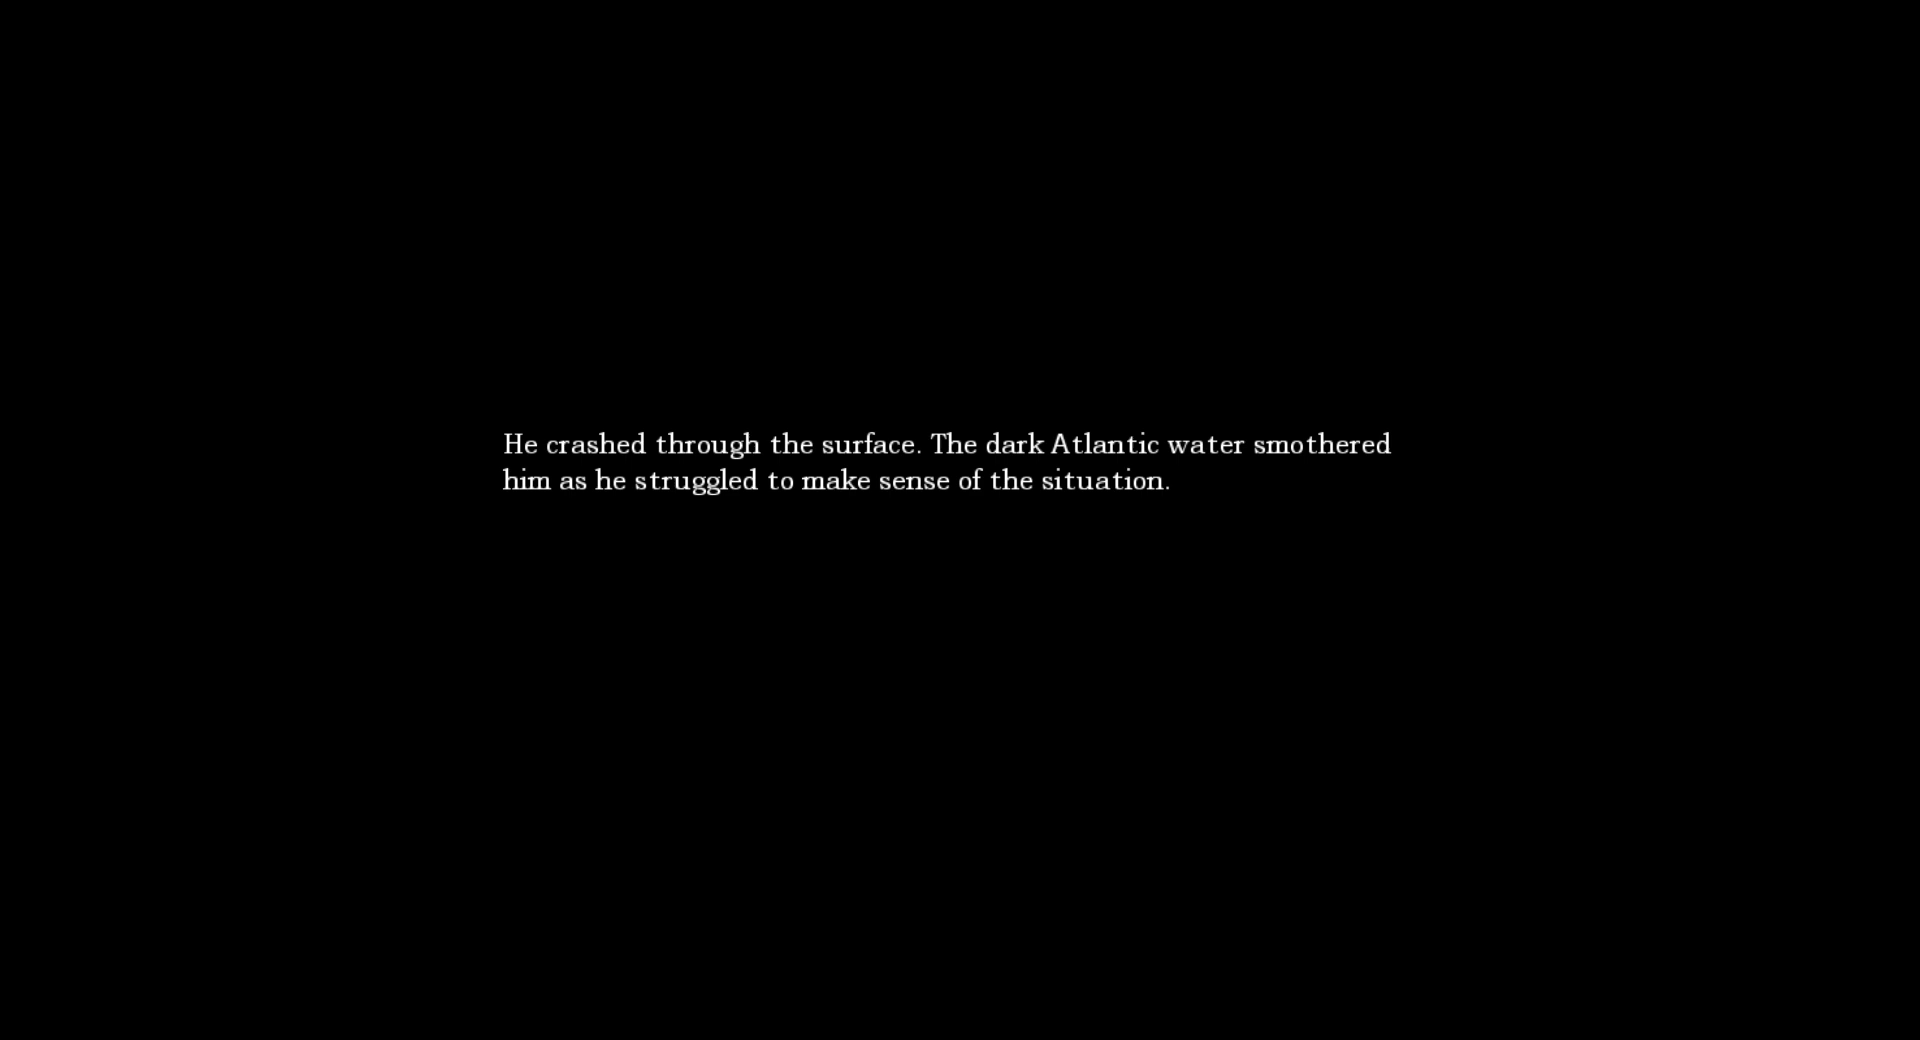 He crashed through the surface. The dark Atlantic water smothered
him as he struggled to make sense of the situation.